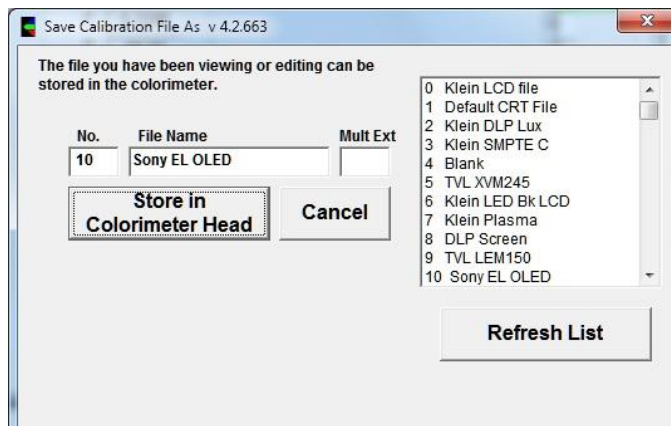 Save Calibration File As v 4.2.663
The file you have been viewing or editing can be
stored in the colorimeter.
No. File Name Mult Ext
10 Sony EL OLED
Store in
Colorimeter Head
Cancel
0 Klein LCD file
1 Default CRT File
2 Klein DLP Lux
3 Klein SMPTE C
4 Blank
5 TVL XVM245
6 Klein LED Bk LCD
7 Klein Plasma
8 DLP Screen
9 TVL LEM150
10 Sony EL OLED
Refresh List